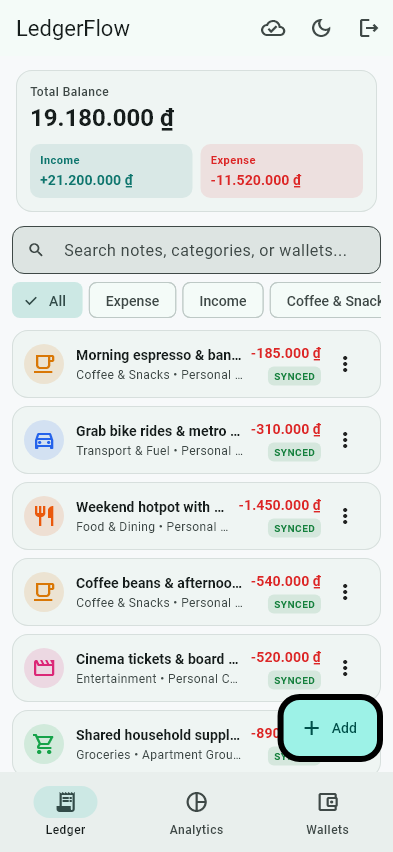 LedgerFlow
Total Balance
19.180.000 ₫
Income
+21.200.000 ₫
Expense
-11.520.000 ₫
Search notes, categories, or wallets...
All
Expense
Income
Coffee & Snack
Morning espresso & ban...
-185.000 ₫
Coffee & Snacks • Personal ...
SYNCED
Grab bike rides & metro ...
-310.000 ₫
Transport & Fuel • Personal ...
SYNCED
Weekend hotpot with ...
-1.450.000 ₫
Food & Dining • Personal ...
SYNCED
Coffee beans & afternoo...
-540.000 ₫
Coffee & Snacks • Personal ...
SYNCED
Cinema tickets & board ...
-520.000 ₫
Entertainment • Personal C...
SYNCED
Shared household suppl...
-890
Groceries • Apartment Grou...
Add
Ledger
Analytics
Wallets